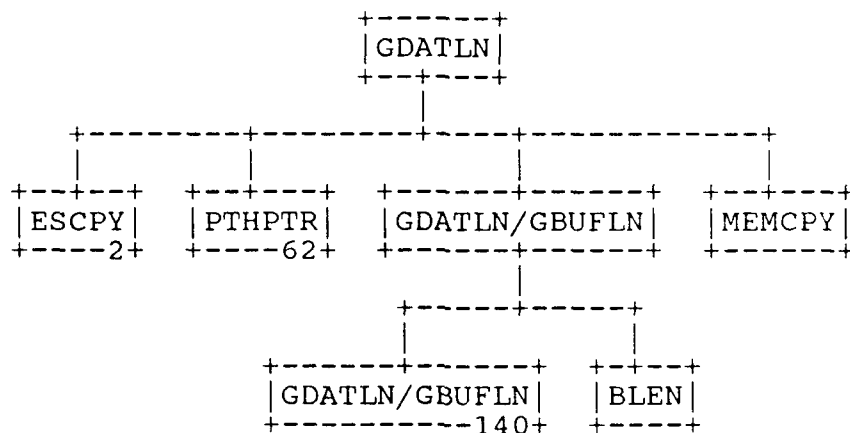 GDATLN
ESCPY PTHPTR GDATLN/GBUFLN MEMCPY
2 62
GDATLN/GBUFLN BLEN
140